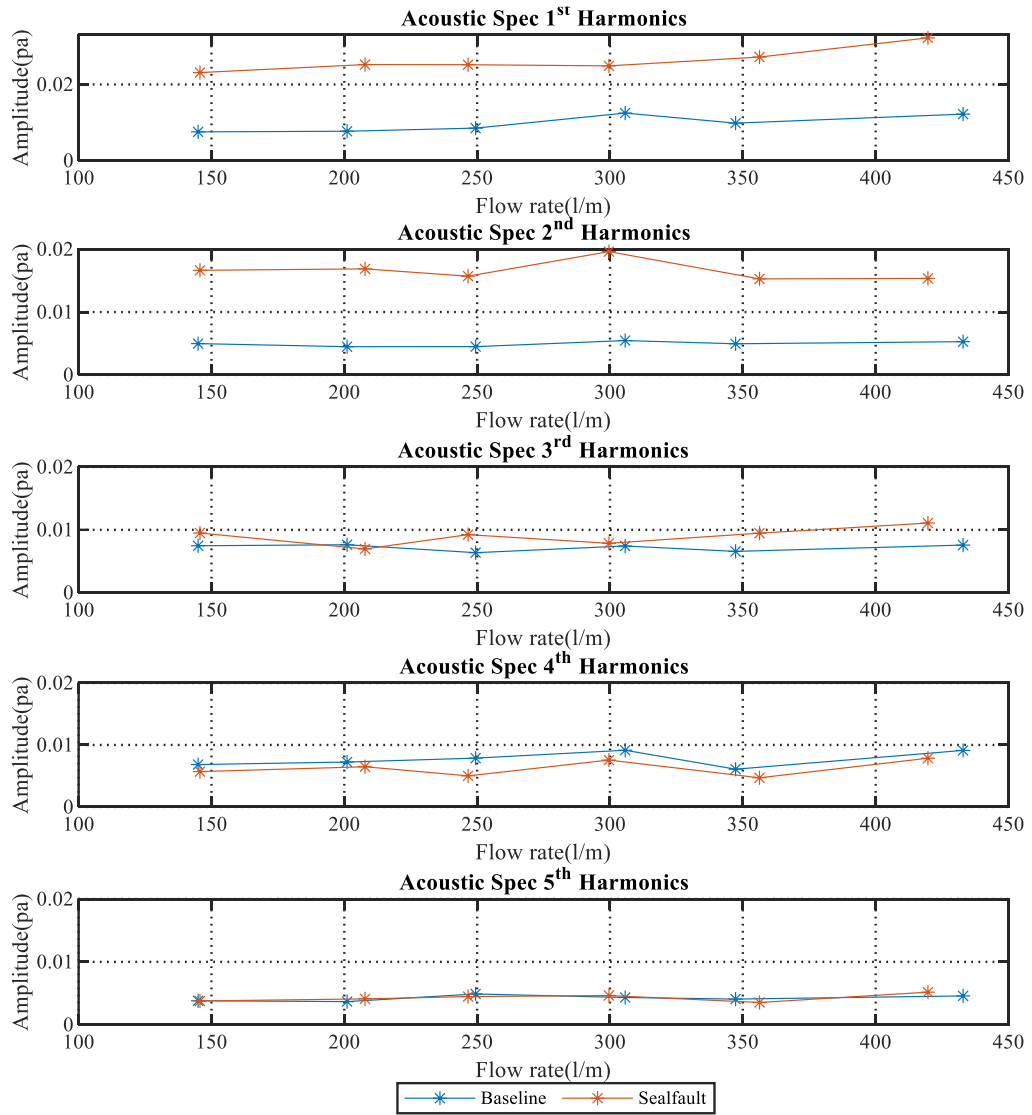 Acoustic Spec 1st Harmonics
Amplitude(pa)
0.02
0
100 150 200 250 300 350 400 450
Flow rate(l/m)
Acoustic Spec 2nd Harmonics
Amplitude(pa)
0.02
0.01
0
100 150 200 250 300 350 400 450
Flow rate(l/m)
Acoustic Spec 3rd Harmonics
Amplitude(pa)
0.02
0.01
0
100 150 200 250 300 350 400 450
Flow rate(l/m)
Acoustic Spec 4th Harmonics
Amplitude(pa)
0.02
0.01
0
100 150 200 250 300 350 400 450
Flow rate(l/m)
Acoustic Spec 5th Harmonics
Amplitude(pa)
0.02
0.01
0
100 150 200 250 300 350 400 450
Flow rate(l/m)
Baseline Sealfault